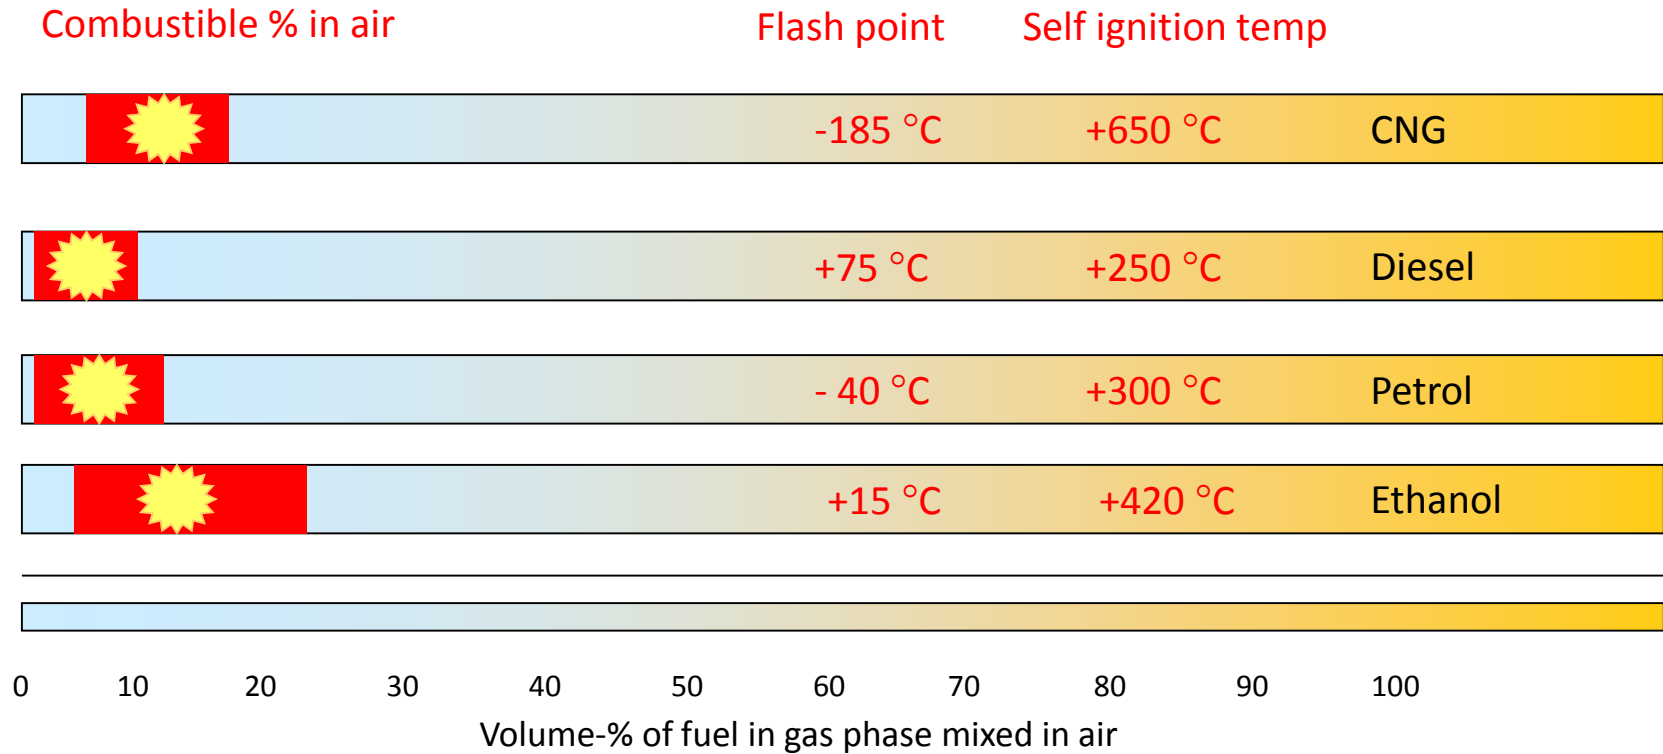 Combustible % in air Flash point Self ignition temp
-185 °C +650 °C CNG
+75 °C +250 °C Diesel
- 40 °C +300 °C Petrol
+15 °C +420 °C Ethanol
0 10 20 30 40 50 60 70 80 90 100
Volume-% of fuel in gas phase mixed in air